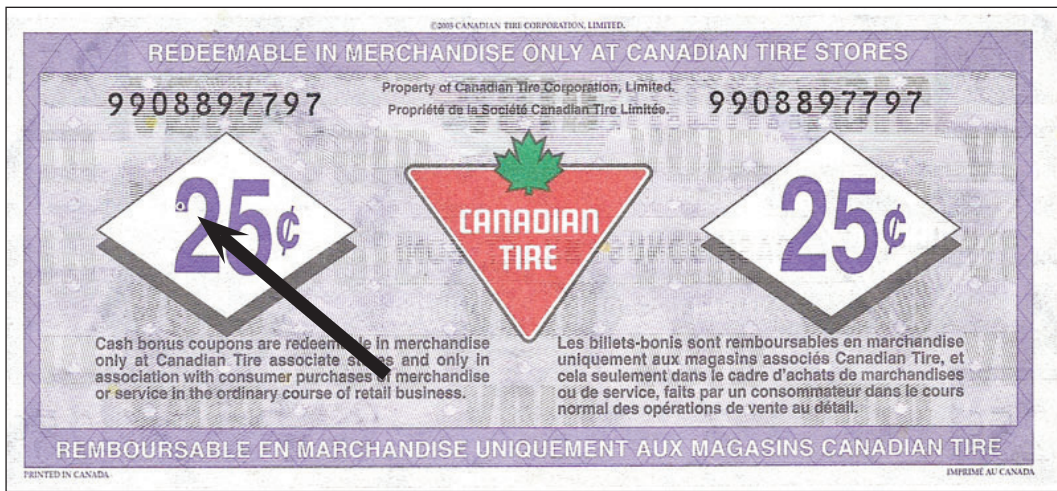 ©2003 CANADIAN TIRE CORPORATION, LIMITED.
REDEEMABLE IN MERCHANDISE ONLY AT CANADIAN TIRE STORES
Property of Canadian Tire Corporation, Limited.
Propriété de la Société Canadian Tire Limitée.
9908897797
9908897797
25¢
CANADIAN
TIRE
25¢
Cash bonus coupons are redeemable in merchandise
only at Canadian Tire associate stores and only in
association with consumer purchases of merchandise
or service in the ordinary course of retail business.
Les billets-bonis sont remboursables en marchandise
uniquement aux magasins associés Canadian Tire, et
cela seulement dans le cadre d'achats de marchandises
ou de service, faits par un consommateur dans le cours
normal des opérations de vente au détail.
REMBOURSABLE EN MARCHANDISE UNIQUEMENT AUX MAGASINS CANADIAN TIRE
PRINTED IN CANADA
IMPRIMÉ AU CANADA